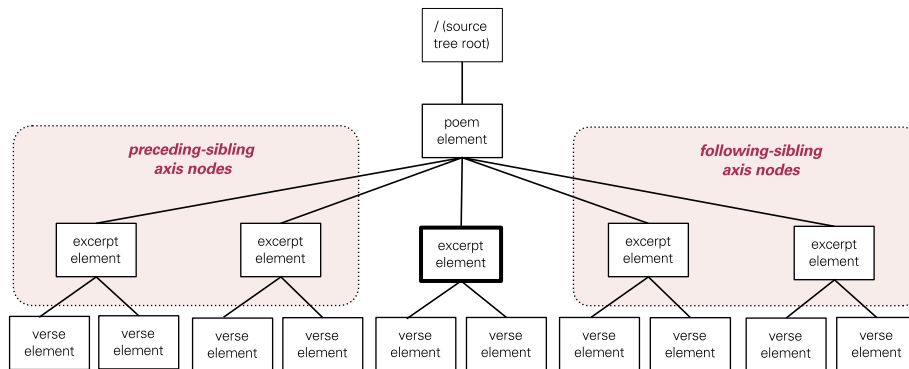 / (source
tree root)
poem
element
preceding-sibling
axis nodes
following-sibling
axis nodes
excerpt
element
excerpt
element
excerpt
element
excerpt
element
excerpt
element
verse
element
verse
element
verse
element
verse
element
verse
element
verse
element
verse
element
verse
element
verse
element
verse
element